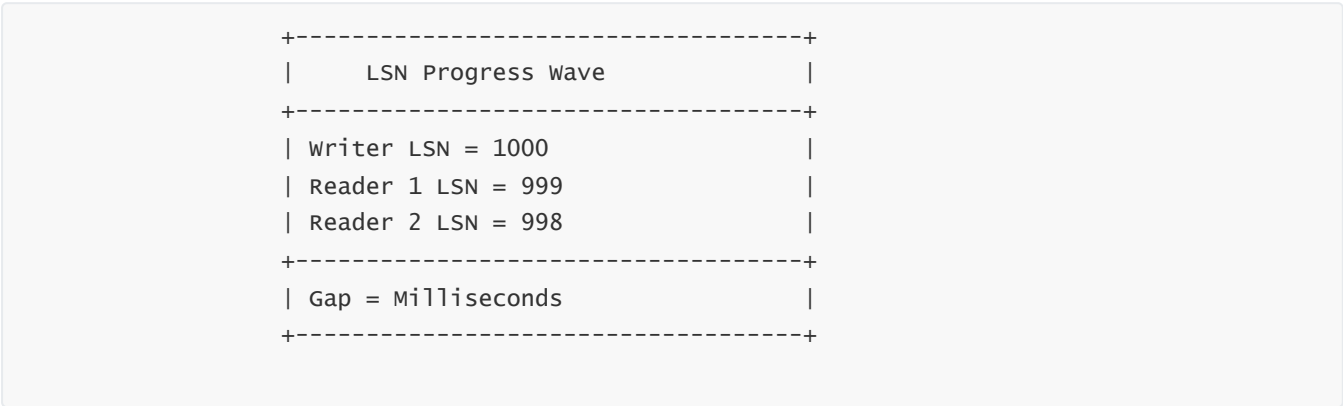 +------------------------------------+
|     LSN Progress Wave              |
+------------------------------------+
| Writer LSN = 1000                  |
| Reader 1 LSN = 999                 |
| Reader 2 LSN = 998                 |
+------------------------------------+
| Gap = Milliseconds                 |
+------------------------------------+